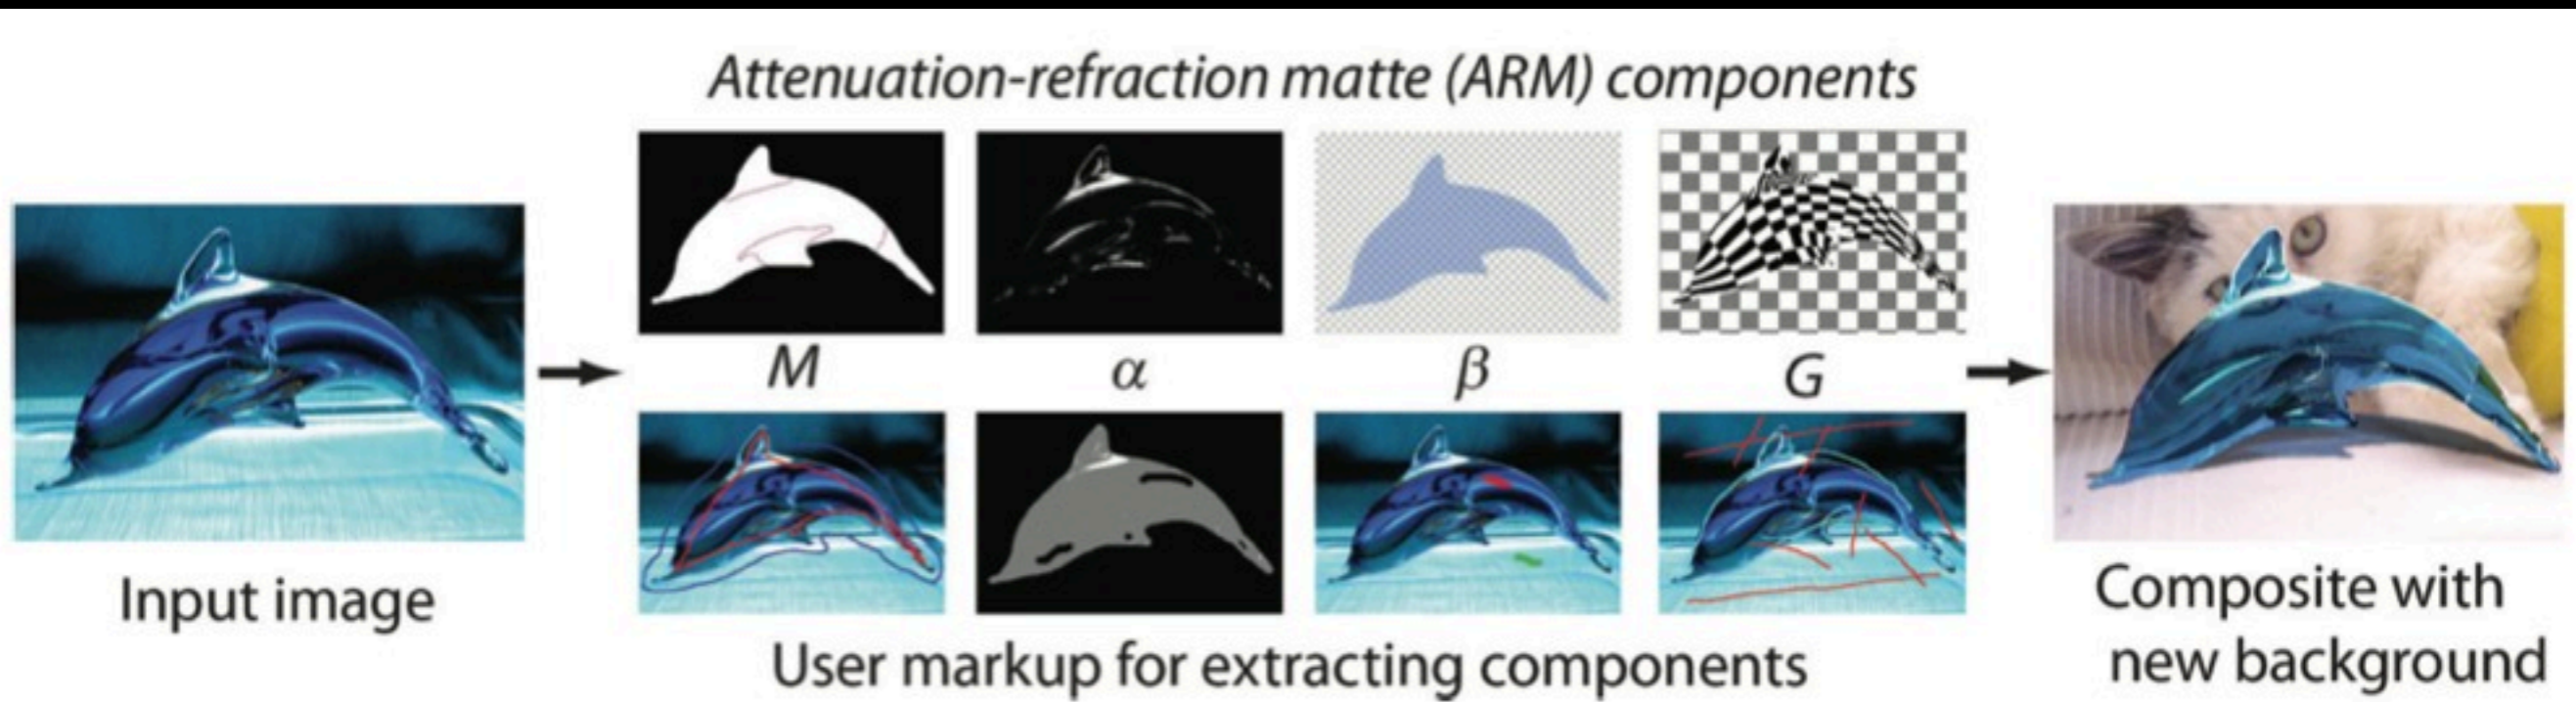 Attenuation-refraction matte (ARM) components
M
α
β
G
Input image
User markup for extracting components
Composite with
new background